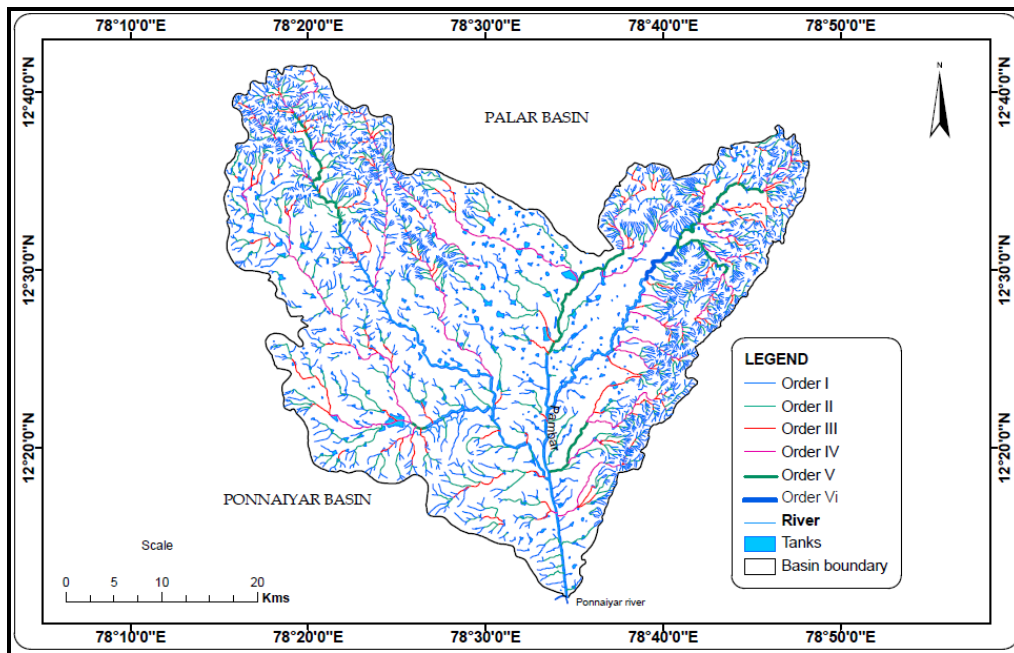 78°10'0"E 78°20'0"E 78°30'0"E 78°40'0"E 78°50'0"E
12°40'0"N
12°40'0"N
N
PALAR BASIN
12°30'0"N
12°30'0"N
LEGEND
Order I
Order II
Order III
Order IV
Order V
Order Vi
River
Tanks
Basin boundary
Pambar
12°20'0"N
12°20'0"N
PONNAIYAR BASIN
Scale
0 5 10 20
Kms
Ponnaiyar river
78°10'0"E 78°20'0"E 78°30'0"E 78°40'0"E 78°50'0"E